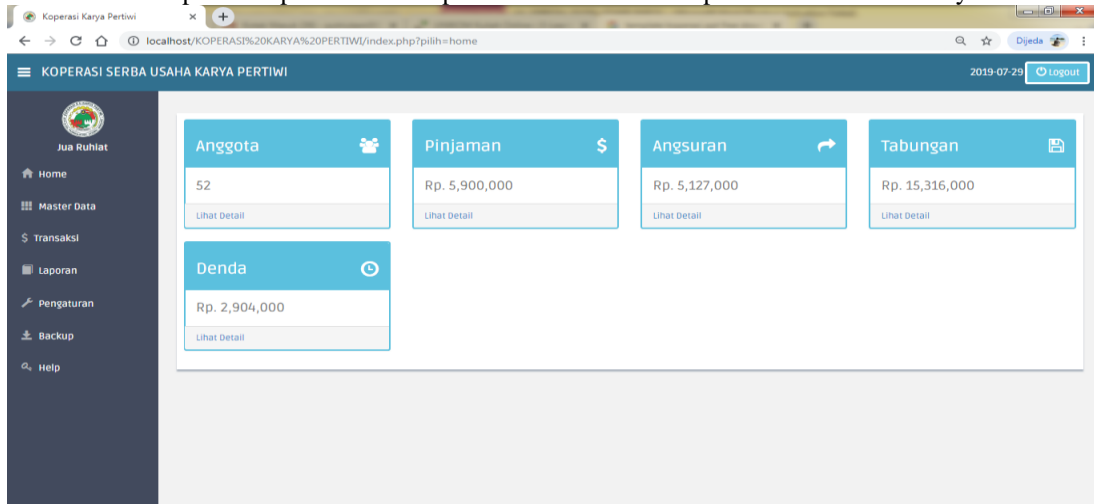 Koperasi Karya Pertiwi
localhost/KOPERASI%20KARYA%20PERTIWI/index.php?pilih=home
Dijeda
KOPERASI SERBA USAHA KARYA PERTIWI
2019-07-29 Logout
Jua Ruhiat
Home
Master Data
Transaksi
Laporan
Pengaturan
Backup
Help
Anggota
52
Lihat Detail
Pinjaman
Rp. 5,900,000
Lihat Detail
Angsuran
Rp. 5,127,000
Lihat Detail
Tabungan
Rp. 15,316,000
Lihat Detail
Denda
Rp. 2,904,000
Lihat Detail